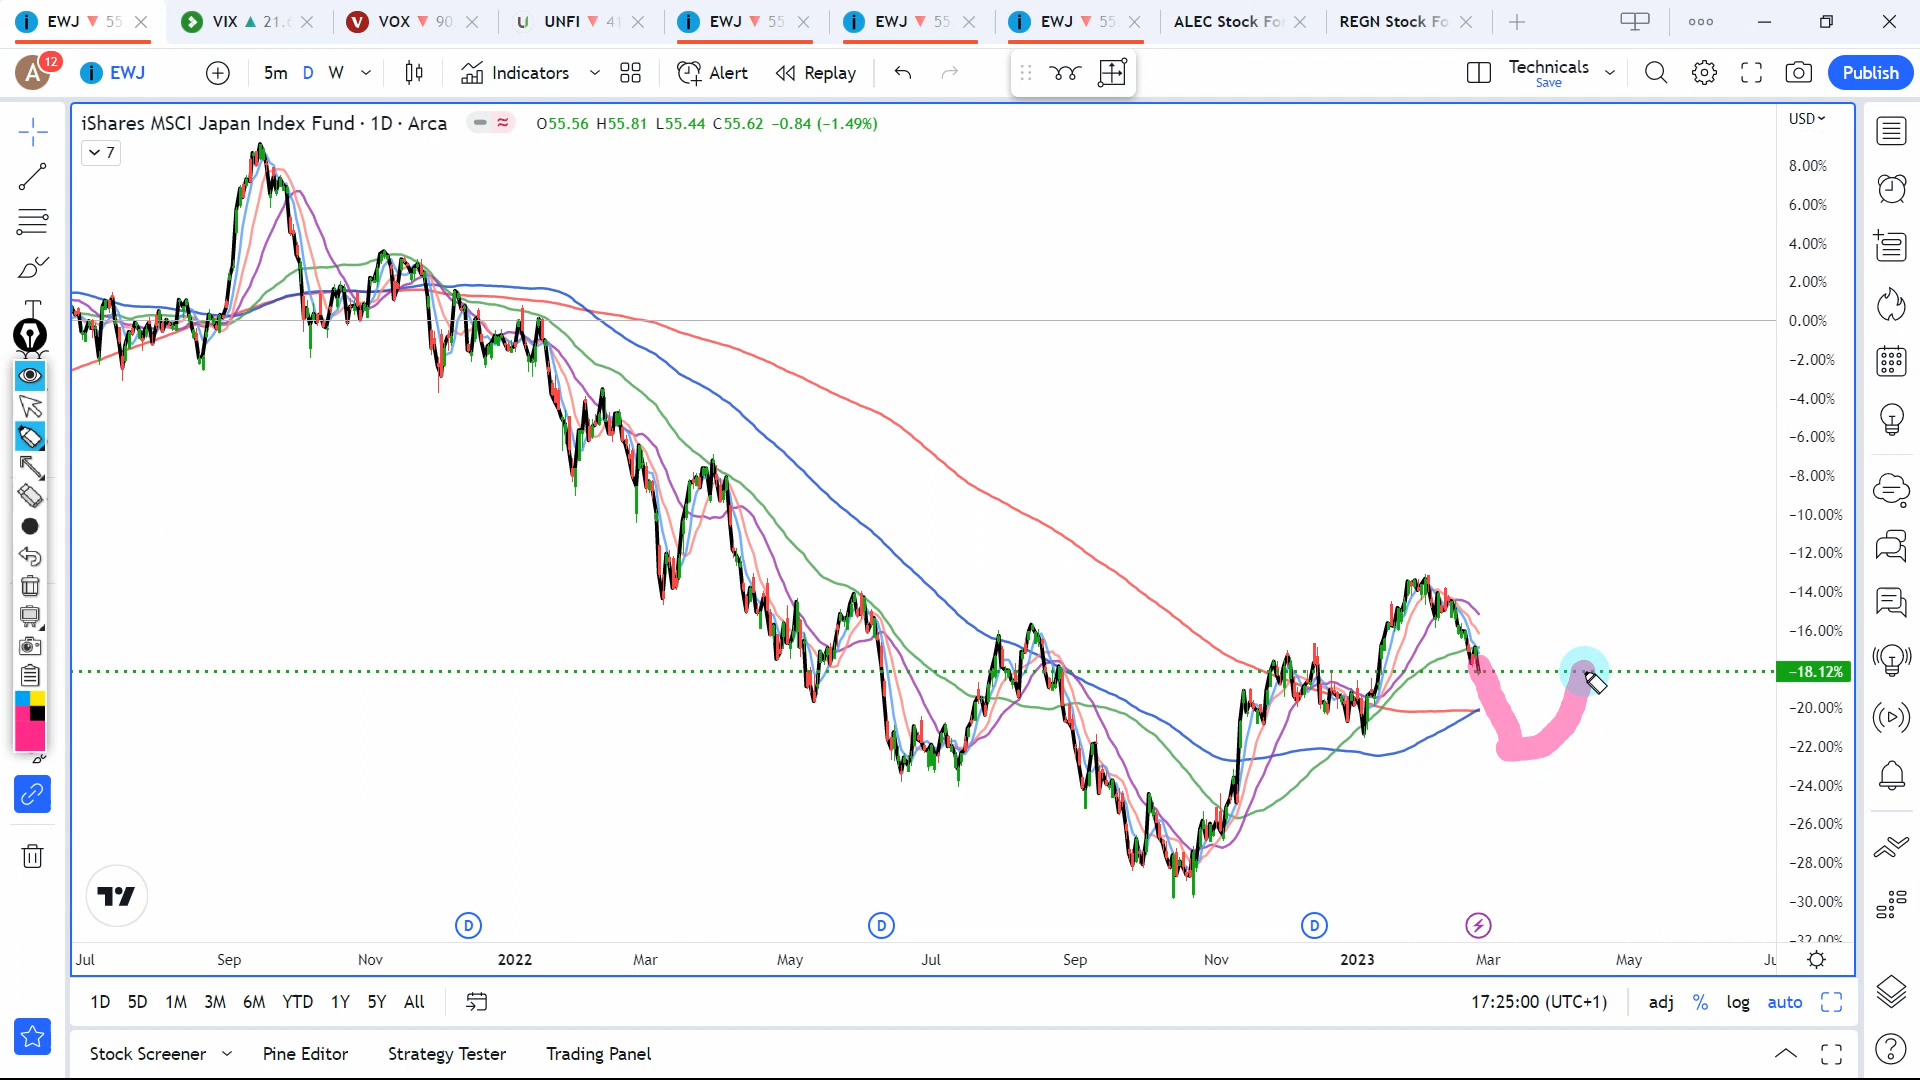 EWJ 55
VIX 21.
VOX 90
UNFI 41
EWJ 55
EWJ 55
EWJ 55
ALEC Stock Fo
REGN Stock Fo
A 12
EWJ
5m D W
Indicators
Alert
Replay
Technicals
Save
Publish
iShares MSCI Japan Index Fund · 1D · Arca
O55.56 H55.81 L55.44 C55.62 −0.84 (−1.49%)
7
USD
8.00%
6.00%
4.00%
2.00%
0.00%
−2.00%
−4.00%
−6.00%
−8.00%
−10.00%
−12.00%
−14.00%
−16.00%
−18.12%
−20.00%
−22.00%
−24.00%
−26.00%
−28.00%
−30.00%
−32.00%
D
D
D
Jul Sep Nov 2022 Mar May Jul Sep Nov 2023 Mar May
1D 5D 1M 3M 6M YTD 1Y 5Y All
17:25:00 (UTC+1)
adj % log auto
Stock Screener
Pine Editor
Strategy Tester
Trading Panel